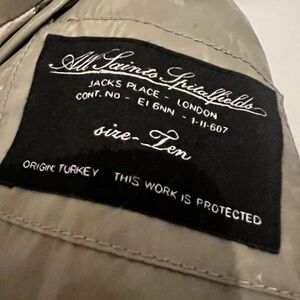 All Saints Spitalfields
JACKS PLACE - LONDON
CONT. NO - E1 6NN - 1-11-607
size-Ten
ORIGIN: TURKEY THIS WORK IS PROTECTED